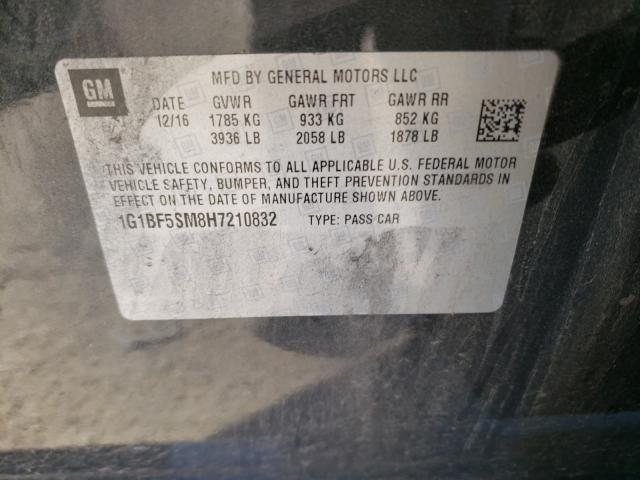 GM
MFD BY GENERAL MOTORS LLC
DATE GVWR GAWR FRT GAWR RR
12/16 1785 KG 933 KG 852 KG
3936 LB 2058 LB 1878 LB
THIS VEHICLE CONFORMS TO ALL APPLICABLE U.S. FEDERAL MOTOR
VEHICLE SAFETY, BUMPER, AND THEFT PREVENTION STANDARDS IN
EFFECT ON THE DATE OF MANUFACTURE SHOWN ABOVE.
1G1BF5SM8H7210832 TYPE: PASS CAR